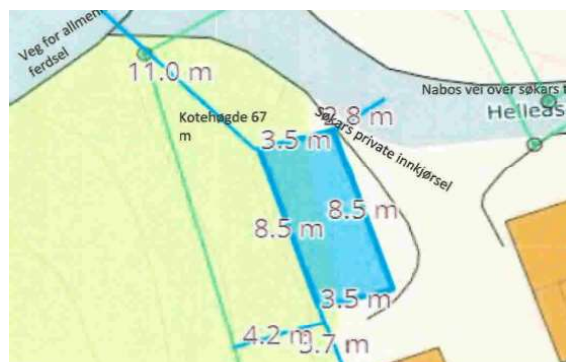 Veg for allmenn
ferdsel
11.0 m
Kotehøgde 67
m
Søkars private innkjørsel
2.8 m
3.5 m
Nabos vei over søkars t
Helleås
8.5 m
8.5 m
3.5 m
4.2 m
3.7 m